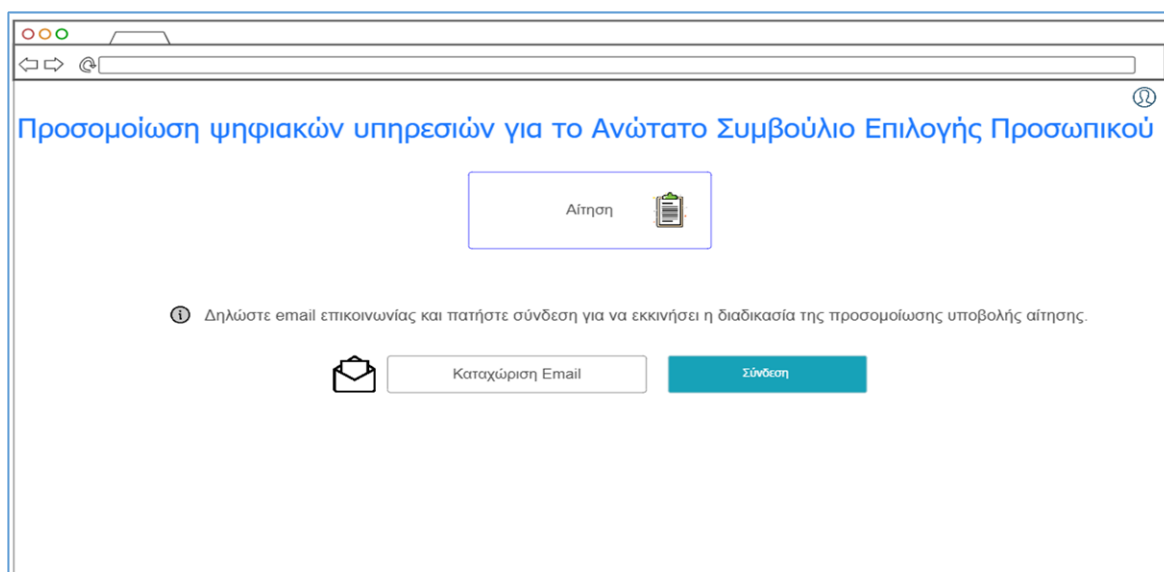 Προσομοίωση ψηφιακών υπηρεσιών για το Ανώτατο Συμβούλιο Επιλογής Προσωπικού
Αίτηση
Δηλώστε email επικοινωνίας και πατήστε σύνδεση για να εκκινήσει η διαδικασία της προσομοίωσης υποβολής αίτησης.
Καταχώριση Email
Σύνδεση